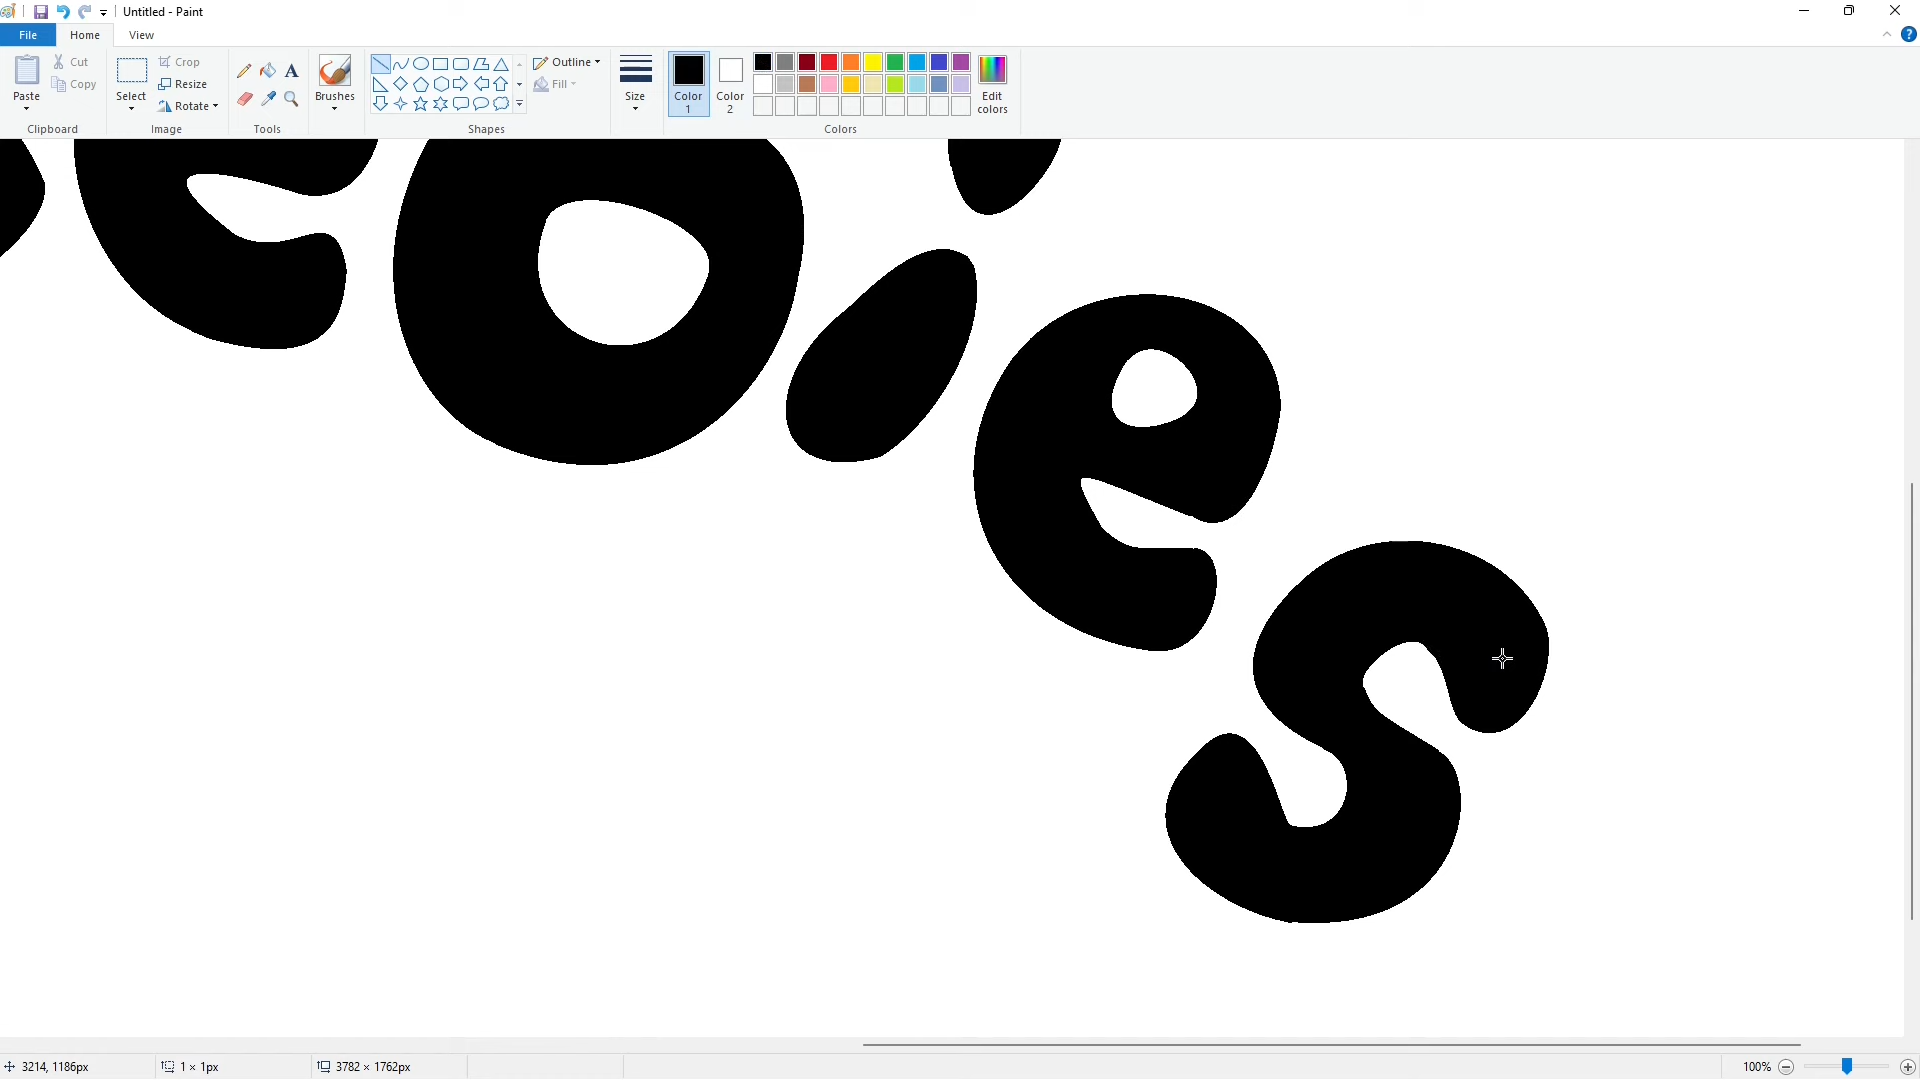 Untitled - Paint
File Home View
Paste Cut Copy Select Crop Resize Rotate Brushes Outline Fill Size Color 1 Color 2 Edit colors
Clipboard Image Tools Shapes Colors
eo
es
3214, 1186px 1 × 1px 3782 × 1762px 100%